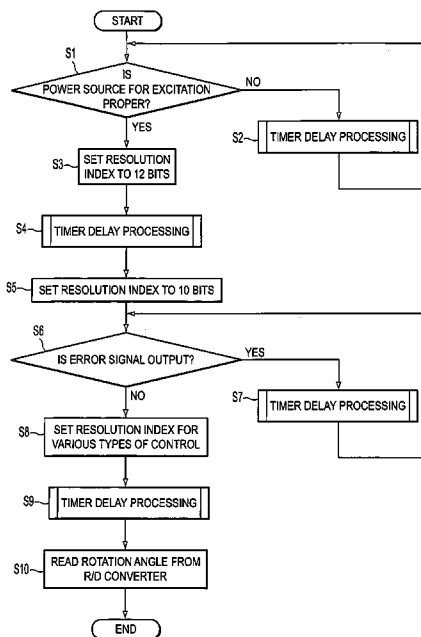 START
S1
IS
POWER SOURCE FOR EXCITATION
PROPER?
NO
YES
S2
TIMER DELAY PROCESSING
S3
SET RESOLUTION
INDEX TO 12 BITS
S4
TIMER DELAY PROCESSING
S5
SET RESOLUTION INDEX TO 10 BITS
S6
IS ERROR SIGNAL OUTPUT?
YES
NO
S7
TIMER DELAY PROCESSING
S8
SET RESOLUTION INDEX FOR
VARIOUS TYPES OF CONTROL
S9
TIMER DELAY PROCESSING
S10
READ ROTATION ANGLE FROM
R/D CONVERTER
END